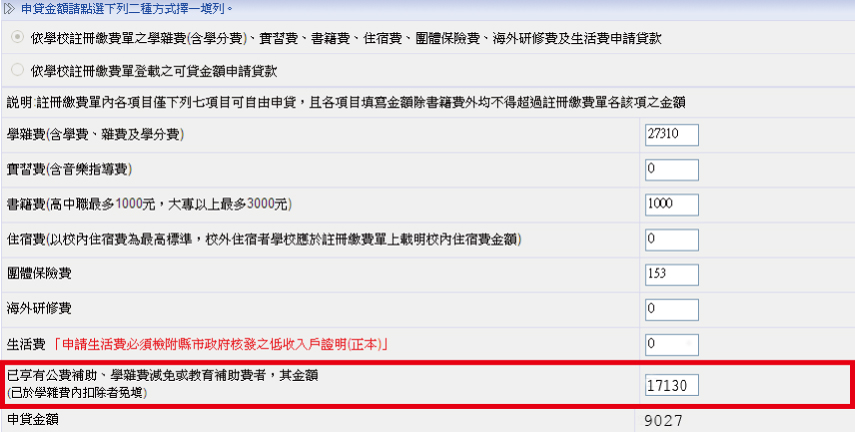 申貸金額請點選下列二種方式擇一填列。
依學校註冊繳費單之學雜費(含學分費)、實習費、書籍費、住宿費、團體保險費、海外研修費及生活費申請貸款
依學校註冊繳費單登載之可貸金額申請貸款
說明:註冊繳費單內各項目僅下列七項目可自由申貸，且各項目填寫金額除書籍費外均不得超過註冊繳費單各該項之金額
學雜費(含學費、雜費及學分費) 27310
實習費(含音樂指導費) 0
書籍費(高中職最多1000元，大專以上最多3000元) 1000
住宿費(以校內住宿費為最高標準，校外住宿者學校應於註冊繳費單上載明校內住宿費金額) 0
團體保險費 153
海外研修費 0
生活費「申請生活費必須檢附縣市政府核發之低收入戶證明(正本)」 0
已享有公費補助、學雜費減免或教育補助費者，其金額 17130
(已於學雜費內扣除者免填)
申貸金額 9027